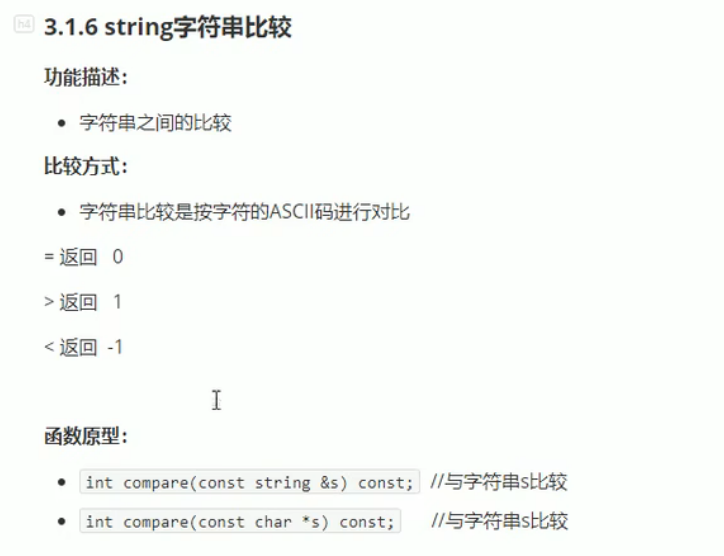 h4
3.1.6 string字符串比较
功能描述：
• 字符串之间的比较
比较方式：
• 字符串比较是按字符的ASCII码进行对比
= 返回 0
> 返回 1
< 返回 -1
函数原型：
• int compare(const string &s) const; //与字符串s比较
• int compare(const char *s) const; //与字符串s比较